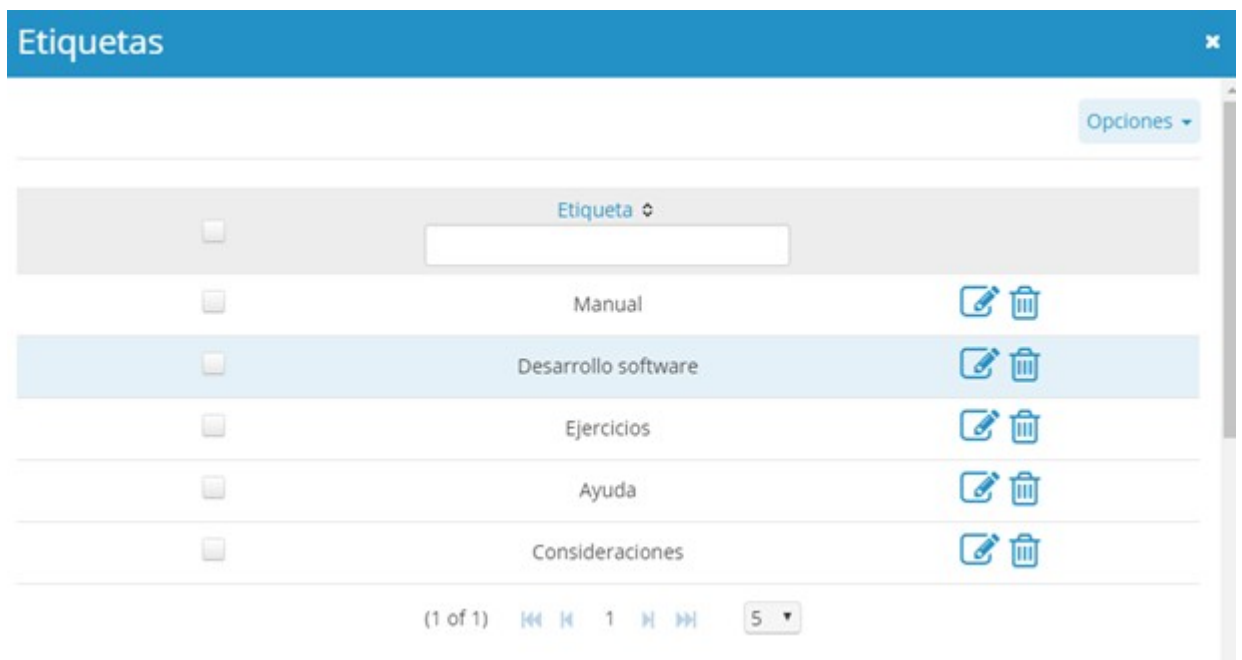 Etiquetas
Opciones
Etiqueta
Manual
Desarrollo software
Ejercicios
Ayuda
Consideraciones
(1 of 1) 1 5